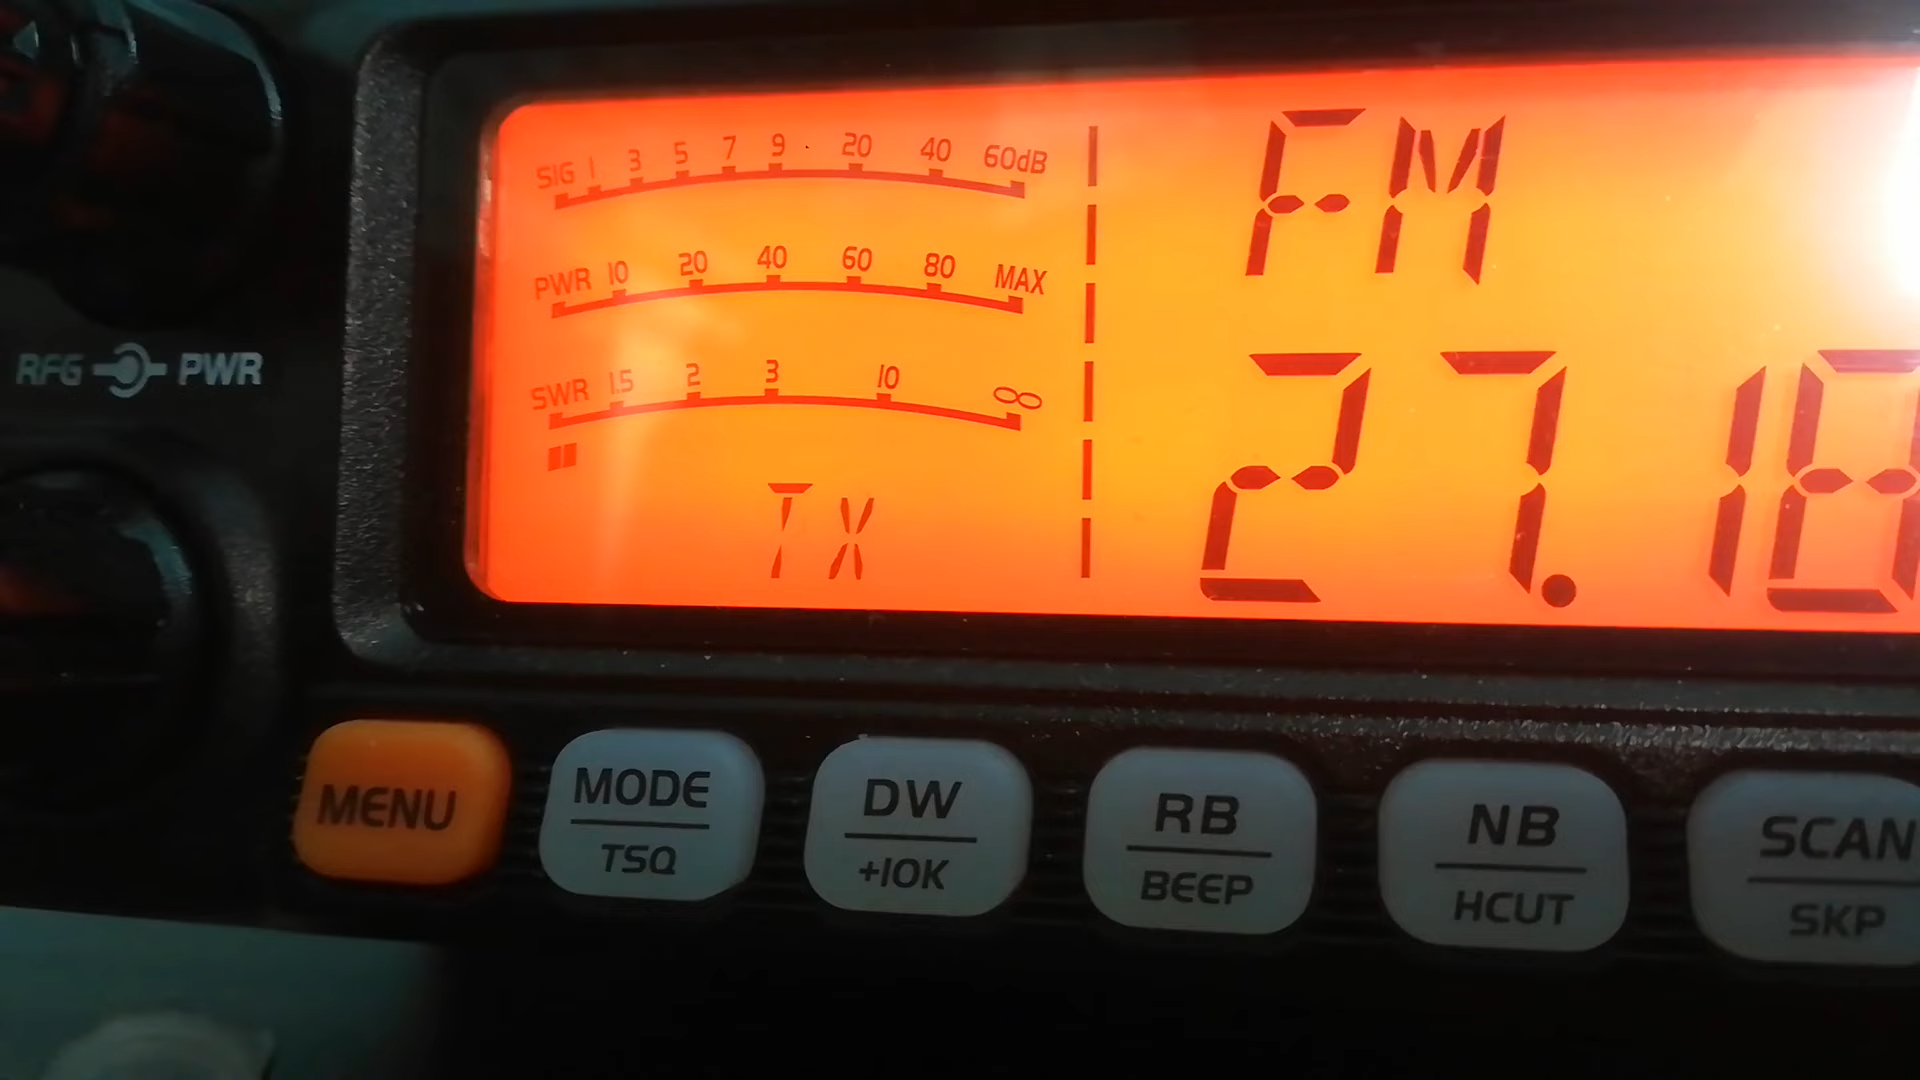 SIG 1 3 5 7 9 20 40 60dB
PWR 10 20 40 60 80 MAX
SWR 1.5 2 3 10 ∞
TX
FM
27.18
RFG PWR
MENU
MODE
TSQ
DW
+10K
RB
BEEP
NB
HCUT
SCAN
SKP